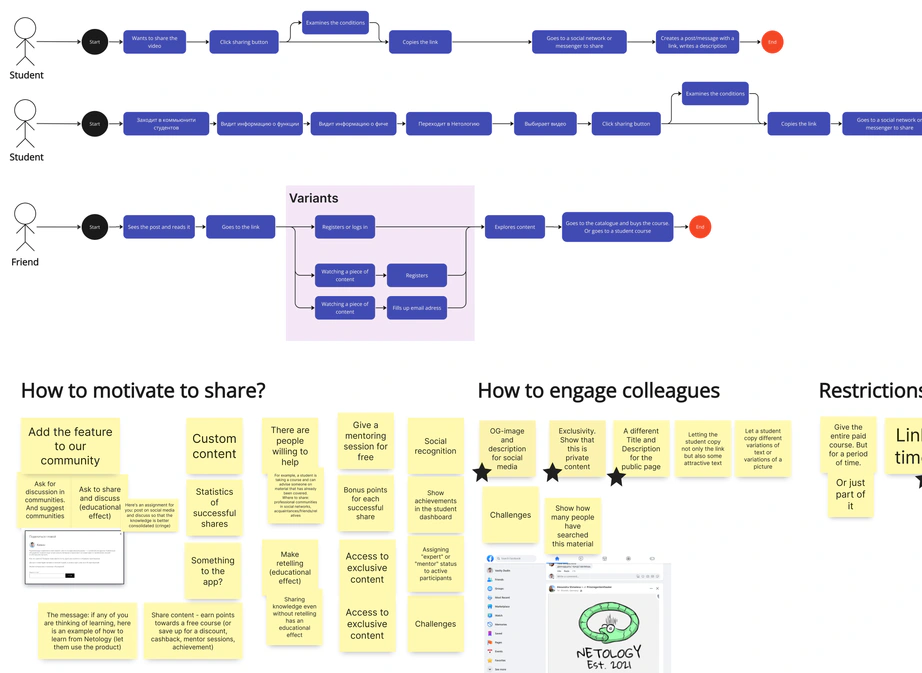 Examines the conditions
Start
Wants to share the
video
Click sharing button
Copies the link
Goes to a social network or
messenger to share
Creates a post/message with a
link, writes a description
End
Student
Examines the conditions
Start
Заходит в коммьюнити
студентов
Видит информацию о функции
Видит информацию о фиче
Переходит в Нетологию
Выбирает видео
Click sharing button
Copies the link
Goes to a social network
messenger to share
Student
Variants
Start
Sees the post and reads it
Goes to the link
Registers or logs in
Explores content
Goes to the catalogue and buys the course.
Or goes to a student course
End
Friend
Watching a piece of
content
Registers
Watching a piece of
content
Fills up email adress
How to motivate to share?
Add the feature
to our
community
Custom
content
There are
people
willing to
help
Give a
mentoring
session for
free
Social
recognition
Ask for
discussion in
communities.
And suggest
communities
Ask to share
and discuss
(educational
effect)
Here's an assignment for
you: post on social media
and discuss so that the
knowledge is better
consolidated (cringe)
Statistics
of
successful
shares
For example, a student is
taking a course and can
advise someone on
material that has already
been covered.
Where to share:
professional communities
in social networks,
Bonus points
for each
successful
share
Show
achievements
in the student
dashboard
Something
to the
app?
Make
retelling
(educational
effect)
Access to
exclusive
content
Assigning
"expert" or
"mentor" status
to active
participants
The message: if any of you
are thinking of learning, here
is an example of how to
learn from Netology (let
them use the product)
Share content - earn points
towards a free course (or
save up for a discount,
cashback, mentor sessions,
achievement)
Sharing
knowledge even
without retelling
has an
educational
effect
Access to
exclusive
content
Challenges
How to engage colleagues
OG-image
and
description
for social
media
Exclusivity.
Show that
this is
private
content
A different
Title and
Description
for the
public page
Letting the
student copy
not only the link
but also some
attractive text
Let a student
copy different
variations of
text or
variations of a
picture
Challenges
Show how
many people
have
searched
this material
NETOLOGY
EST. 2021
Restrictions
Give the
entire paid
course. But
for a period
of time.
Or just
part of
it